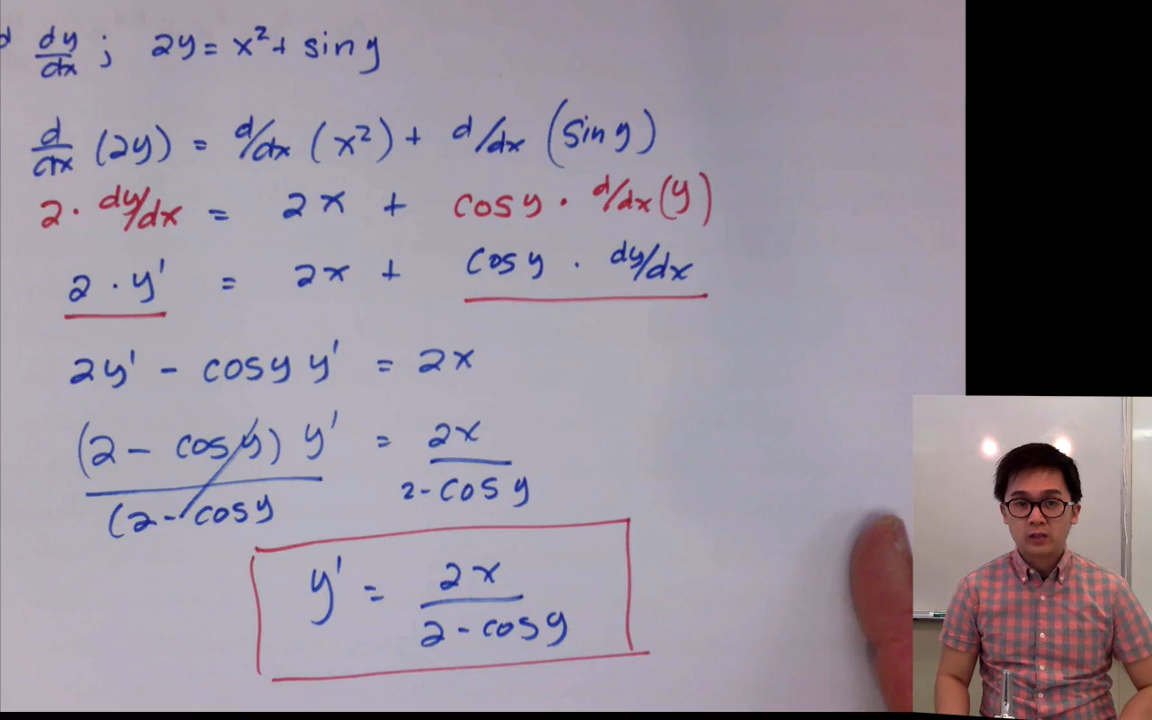 dy/dx ; 2y = x² + sin y
d/dx (2y) = d/dx (x²) + d/dx (sin y)
2 · dy/dx = 2x + cos y · d/dx (y)
2 · y' = 2x + cos y · dy/dx
2y' - cos y y' = 2x
(2 - cos y) y' / (2 - cos y = 2x / 2 - cos y
y' = 2x / 2 - cos y